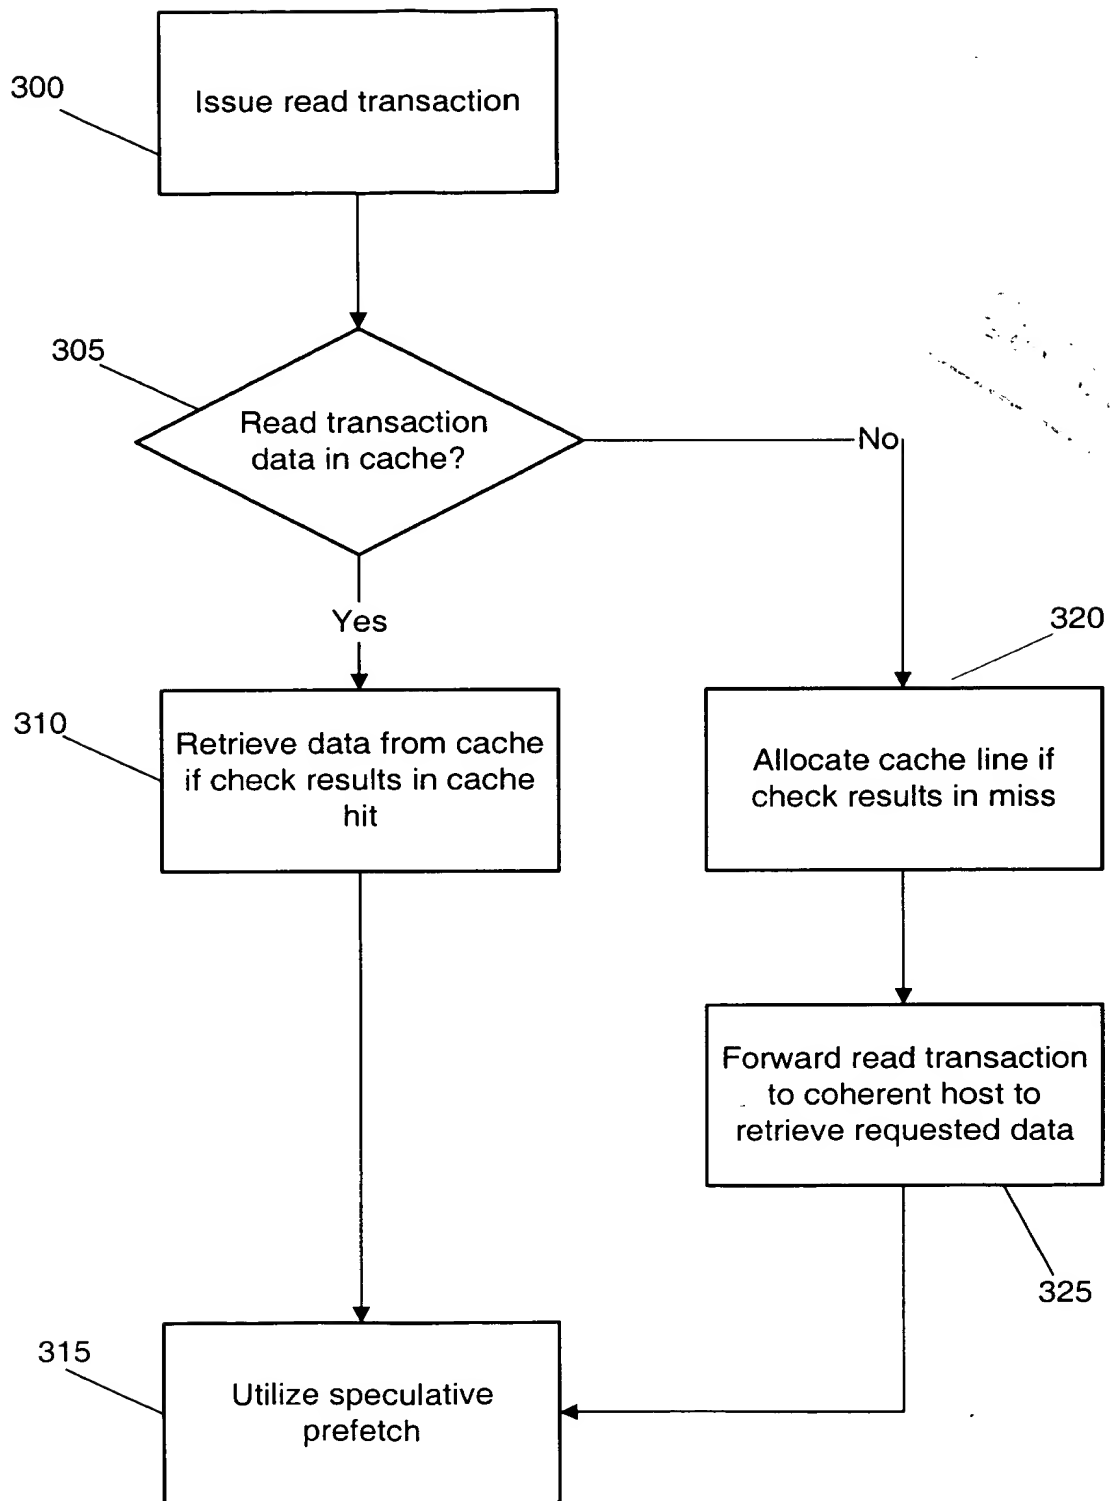 300
Issue read transaction
305
Read transaction
data in cache?
No
Yes
320
310
Retrieve data from cache
if check results in cache
hit
Allocate cache line if
check results in miss
Forward read transaction
to coherent host to
retrieve requested data
325
315
Utilize speculative
prefetch